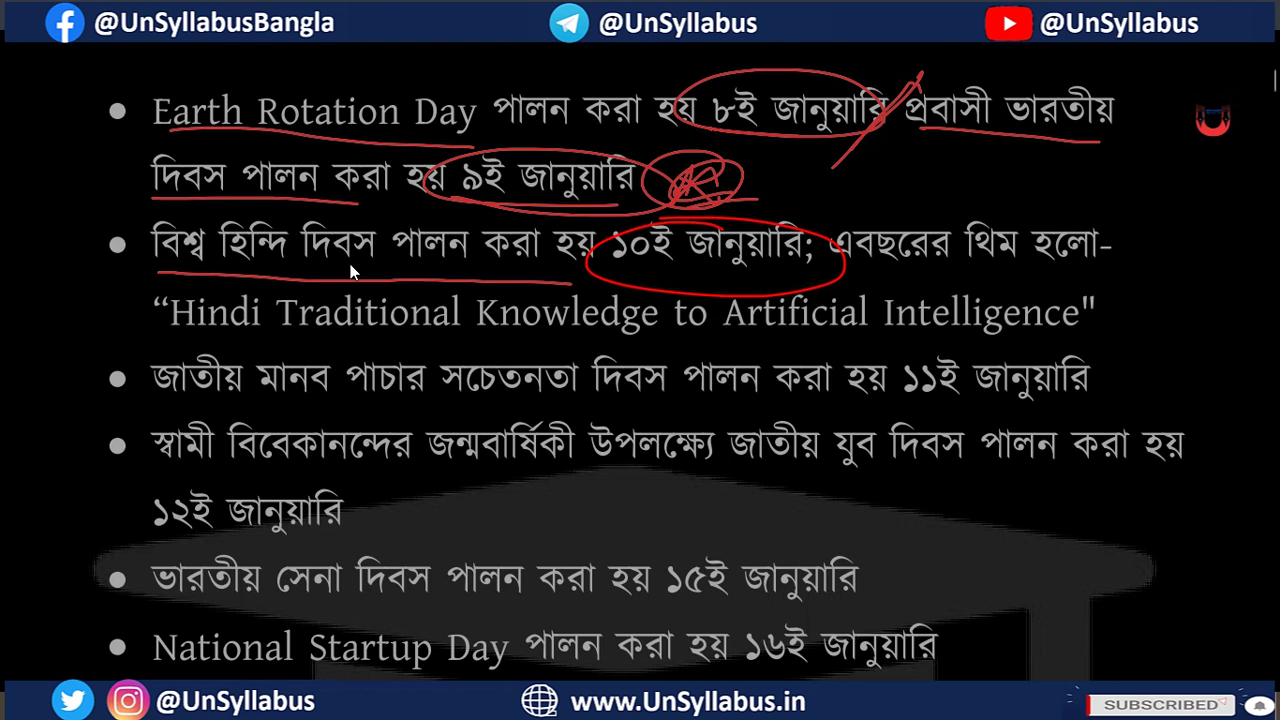 @UnSyllabusBangla @UnSyllabus @UnSyllabus
Earth Rotation Day পালন করা হয় ৮ই জানুয়ারি প্রবাসী ভারতীয়
দিবস পালন করা হয় ৯ই জানুয়ারি
বিশ্ব হিন্দি দিবস পালন করা হয় ১০ই জানুয়ারি; এবছরের থিম হলো-
“Hindi Traditional Knowledge to Artificial Intelligence"
জাতীয় মানব পাচার সচেতনতা দিবস পালন করা হয় ১১ই জানুয়ারি
স্বামী বিবেকানন্দের জন্মবার্ষিকী উপলক্ষ্যে জাতীয় যুব দিবস পালন করা হয়
১২ই জানুয়ারি
ভারতীয় সেনা দিবস পালন করা হয় ১৫ই জানুয়ারি
National Startup Day পালন করা হয় ১৬ই জানুয়ারি
@UnSyllabus www.UnSyllabus.in SUBSCRIBED